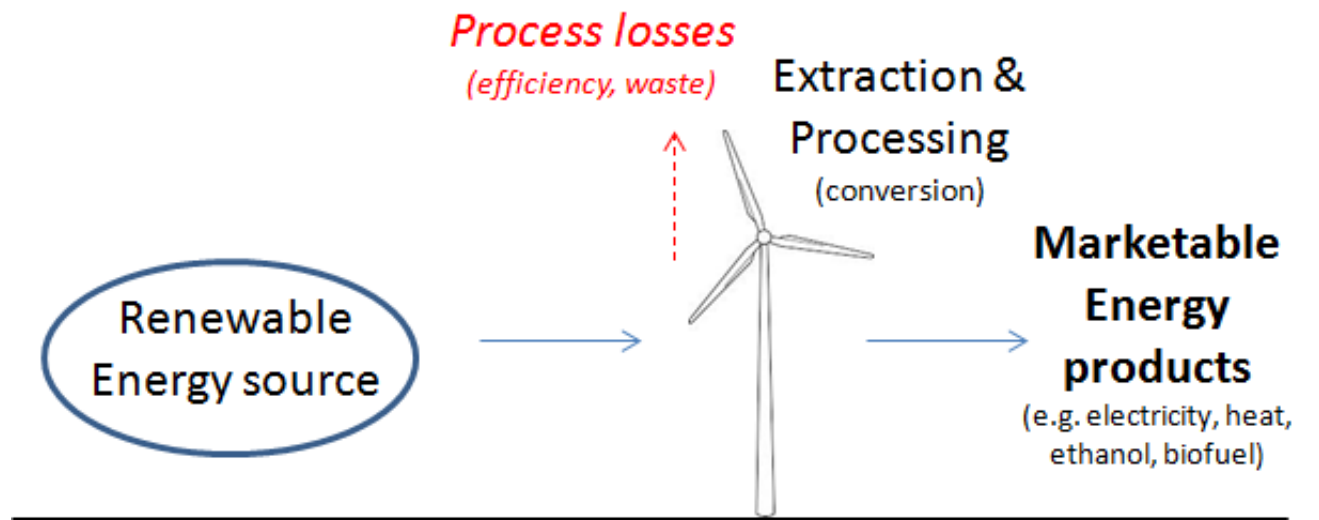 Process losses
(efficiency, waste)
Extraction &
Processing
(conversion)
Renewable
Energy source
Marketable
Energy
products
(e.g. electricity, heat,
ethanol, biofuel)